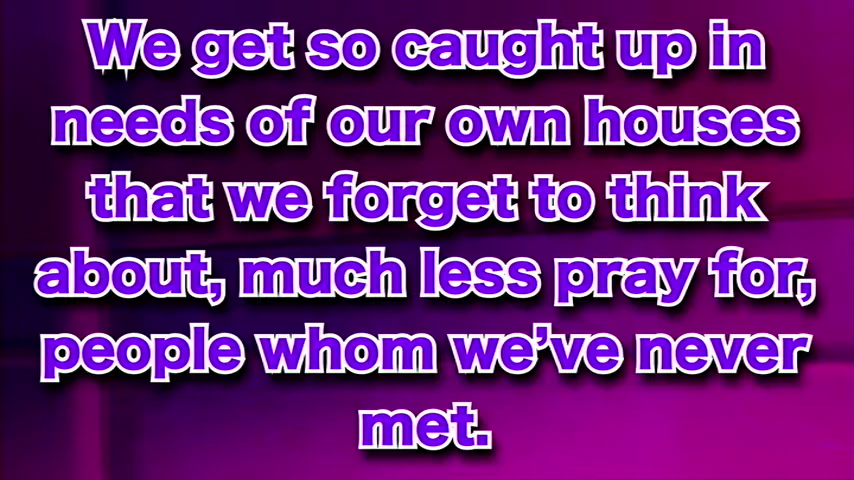 We get so caught up in
needs of our own houses
that we forget to think
about, much less pray for,
people whom we’ve never
met.